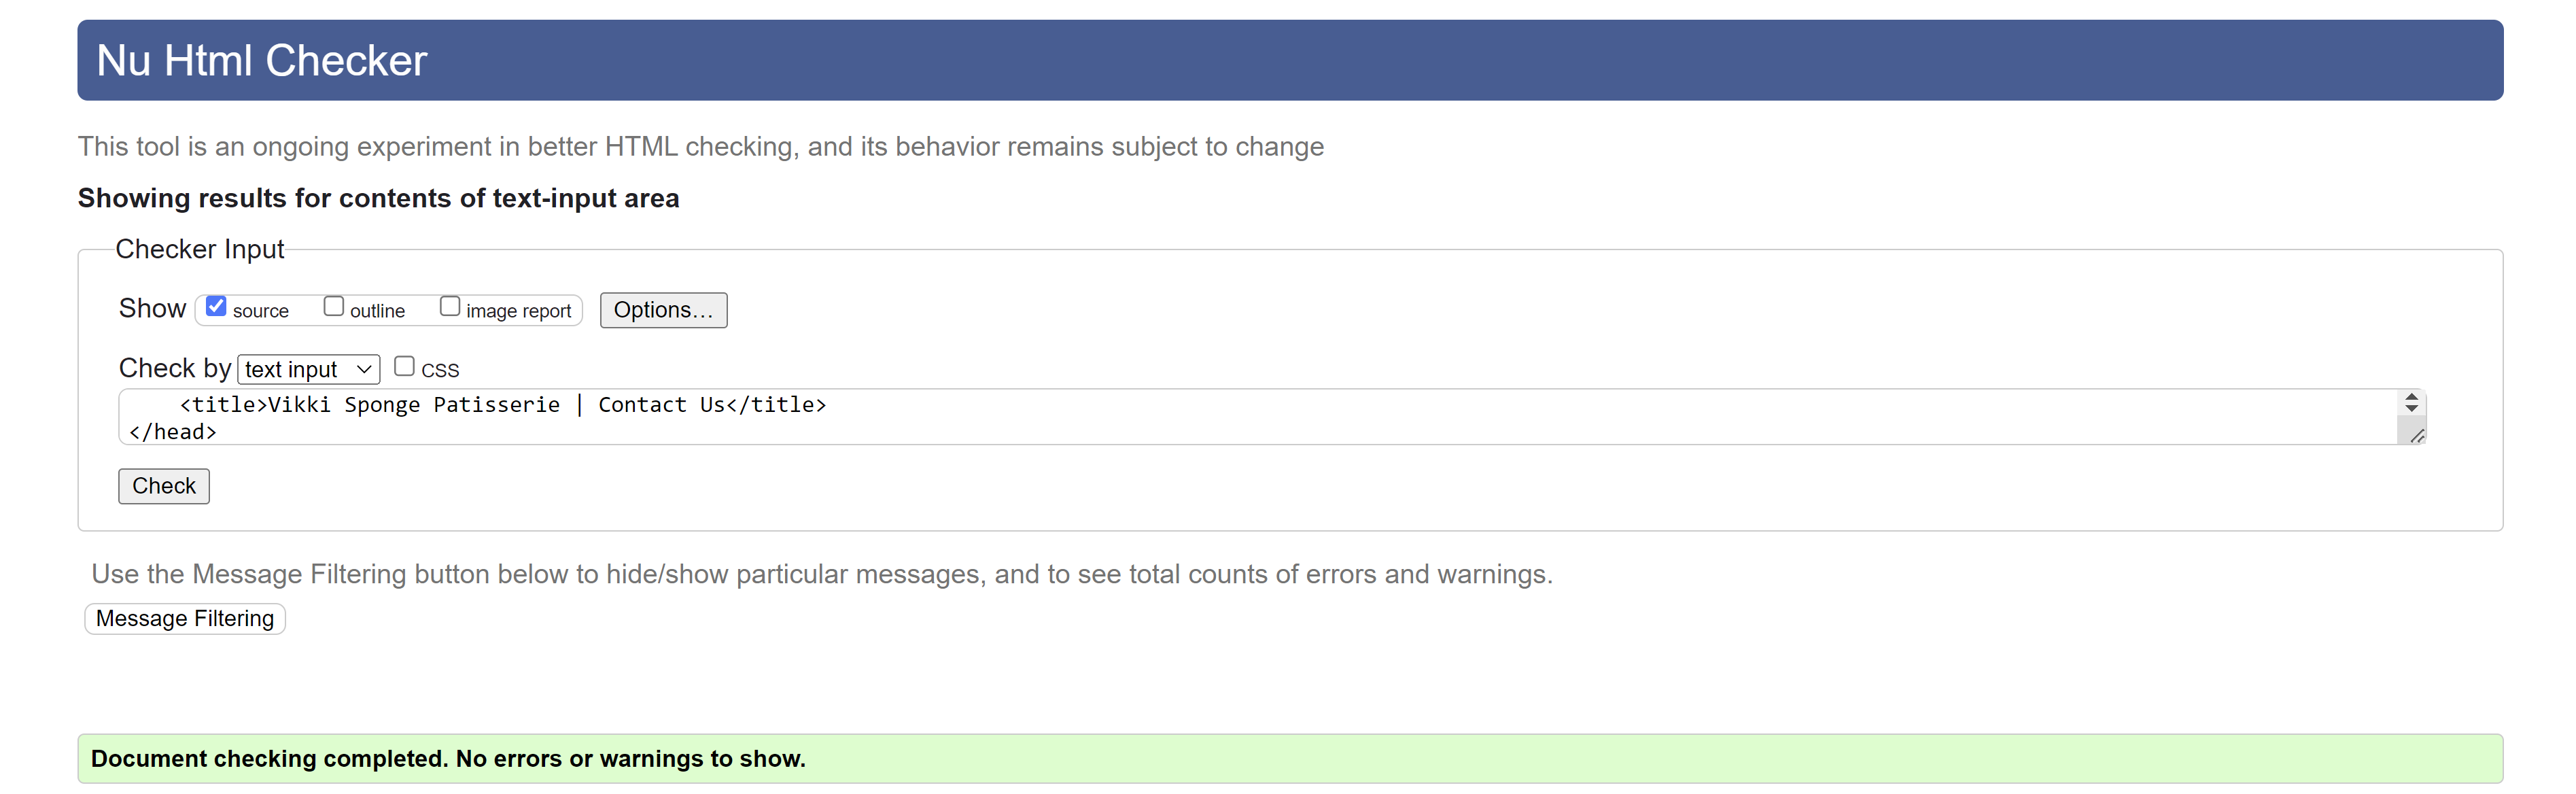 Nu Html Checker
This tool is an ongoing experiment in better HTML checking, and its behavior remains subject to change
Showing results for contents of text-input area
Checker Input
Show source outline image report Options...
Check by text input CSS
<title>Vikki Sponge Patisserie | Contact Us</title>
</head>
Check
Use the Message Filtering button below to hide/show particular messages, and to see total counts of errors and warnings.
Message Filtering
Document checking completed. No errors or warnings to show.